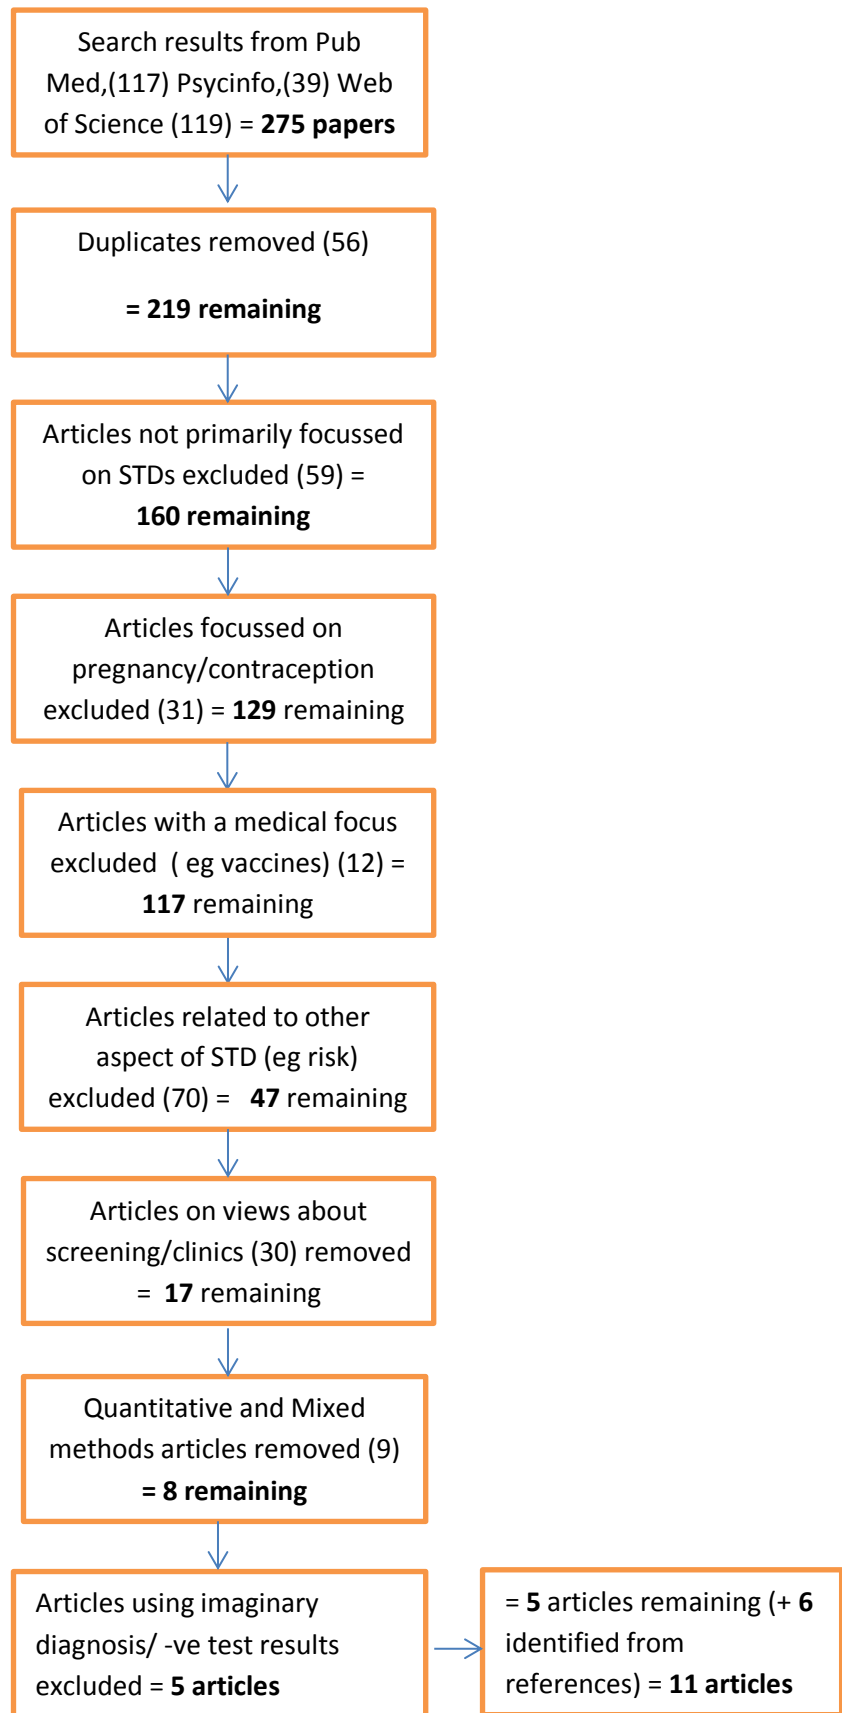 Search results from Pub
Med,(117) Psycinfo,(39) Web
of Science (119) = 275 papers
Duplicates removed (56)
= 219 remaining
Articles not primarily focussed
on STDs excluded (59) =
160 remaining
Articles focussed on
pregnancy/contraception
excluded (31) = 129 remaining
Articles with a medical focus
excluded ( eg vaccines) (12) =
117 remaining
Articles related to other
aspect of STD (eg risk)
excluded (70) = 47 remaining
Articles on views about
screening/clinics (30) removed
= 17 remaining
Quantitative and Mixed
methods articles removed (9)
= 8 remaining
Articles using imaginary
diagnosis/ -ve test results
excluded = 5 articles
= 5 articles remaining (+ 6
identified from
references) = 11 articles